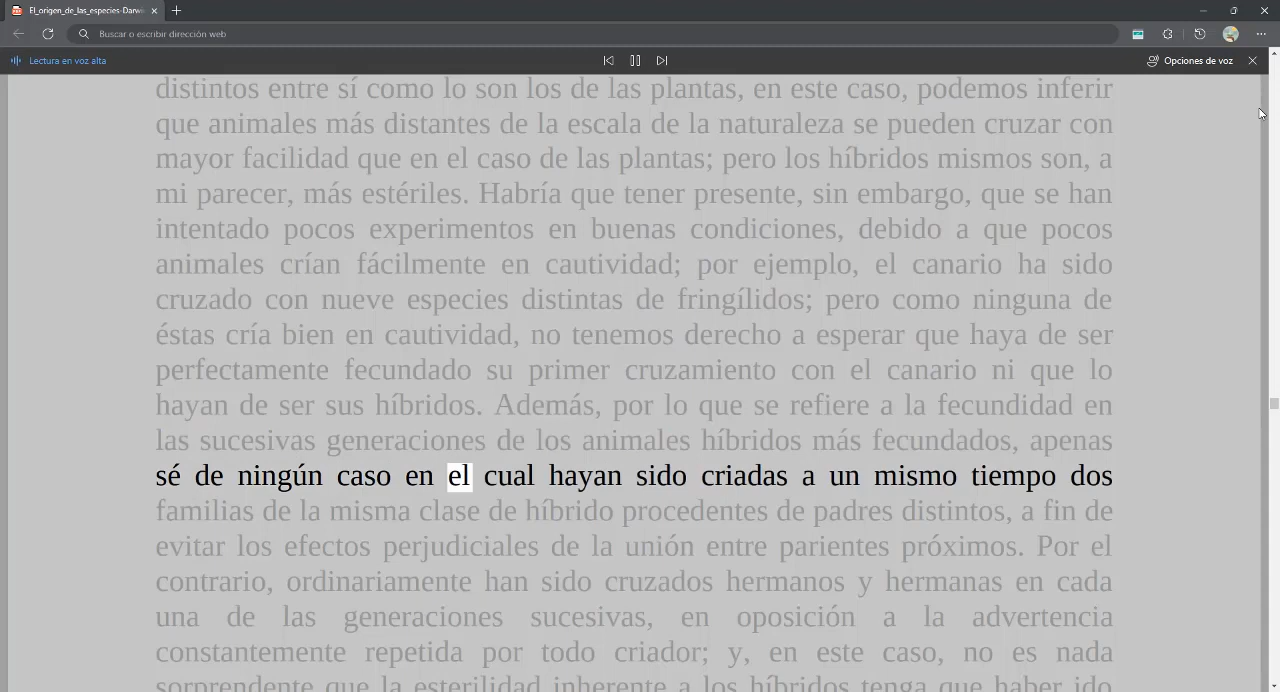 El_origen_de_las_especies-Darwi
Buscar o escribir dirección web
Lectura en voz alta
Opciones de voz
distintos entre sí como lo son los de las plantas, en este caso, podemos inferir
que animales más distantes de la escala de la naturaleza se pueden cruzar con
mayor facilidad que en el caso de las plantas; pero los híbridos mismos son, a
mi parecer, más estériles. Habría que tener presente, sin embargo, que se han
intentado pocos experimentos en buenas condiciones, debido a que pocos
animales crían fácilmente en cautividad; por ejemplo, el canario ha sido
cruzado con nueve especies distintas de fringílidos; pero como ninguna de
éstas cría bien en cautividad, no tenemos derecho a esperar que haya de ser
perfectamente fecundado su primer cruzamiento con el canario ni que lo
hayan de ser sus híbridos. Además, por lo que se refiere a la fecundidad en
las sucesivas generaciones de los animales híbridos más fecundados, apenas
sé de ningún caso en el cual hayan sido criadas a un mismo tiempo dos
familias de la misma clase de híbrido procedentes de padres distintos, a fin de
evitar los efectos perjudiciales de la unión entre parientes próximos. Por el
contrario, ordinariamente han sido cruzados hermanos y hermanas en cada
una de las generaciones sucesivas, en oposición a la advertencia
constantemente repetida por todo criador; y, en este caso, no es nada
sorprendente que la esterilidad inherente a los híbridos tenga que haber ido